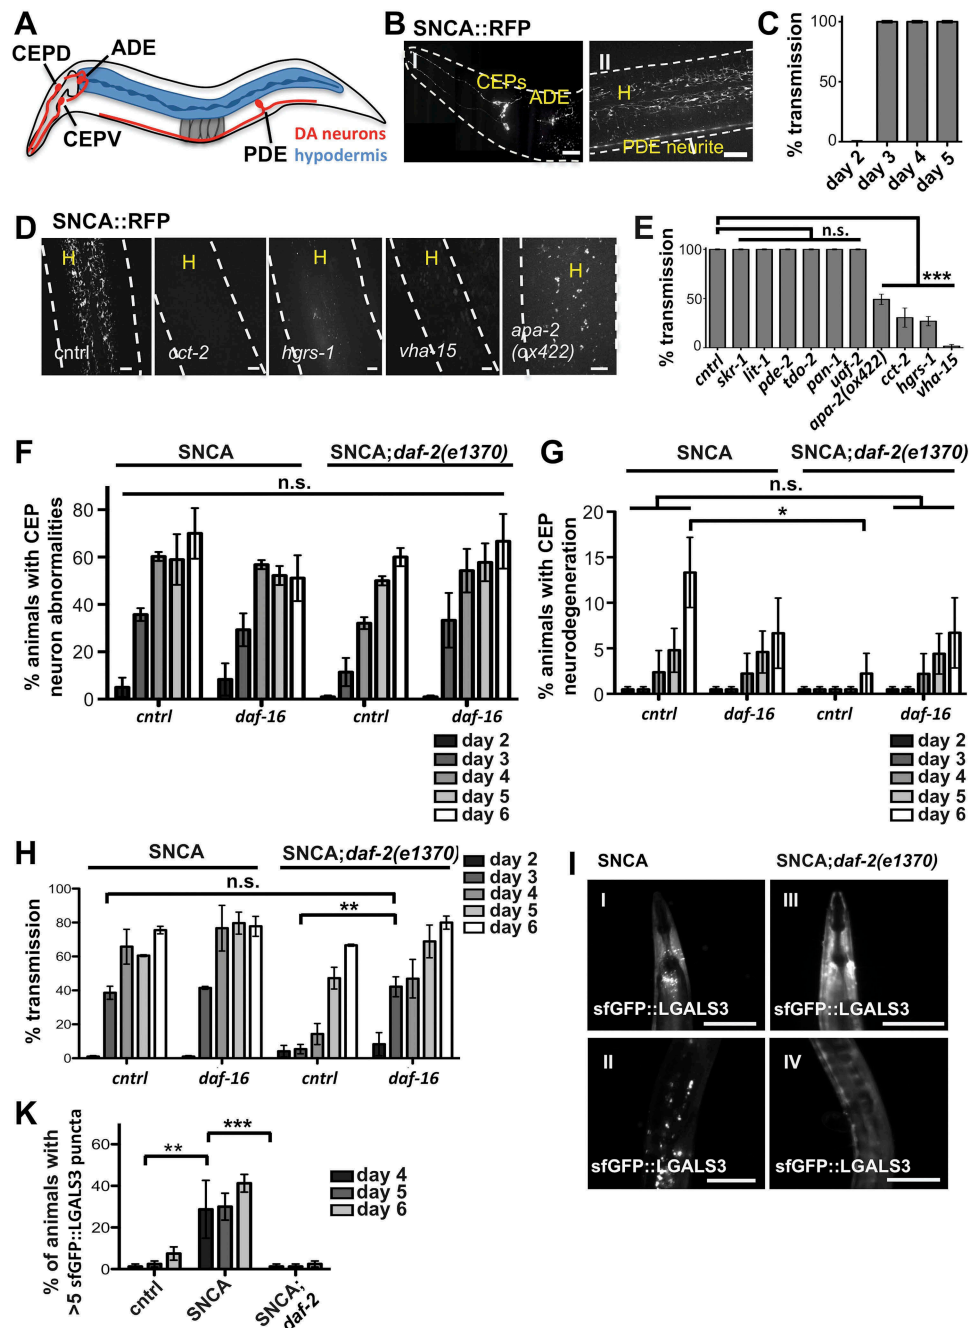 A
CEPD
ADE
CEPV
PDE
DA neurons
hypodermis
B SNCA::RFP
I
CEPs
ADE
II
H
PDE neurite
C
% transmission
100
50
0
day 2
day 3
day 4
day 5
D SNCA::RFP
H
cntrl
H
cct-2
H
hgrs-1
H
vha-15
H
apa-2
(ox422)
E
% transmission
100
50
0
n.s.
***
cntrl
skr-1
lit-1
pde-2
tdo-2
pan-1
uaf-2
apa-2(ox422)
cct-2
hgrs-1
vha-15
F
SNCA SNCA;daf-2(e1370)
n.s.
% animals with CEP
neuron abnormalities
80
60
40
20
0
cntrl daf-16 cntrl daf-16
day 2
day 3
day 4
day 5
day 6
G
SNCA SNCA;daf-2(e1370)
n.s.
*
% animals with CEP
neurodegeneration
20
15
10
5
0
cntrl daf-16 cntrl daf-16
day 2
day 3
day 4
day 5
day 6
H
SNCA SNCA;daf-2(e1370)
n.s.
**
% transmission
100
80
60
40
20
0
cntrl daf-16 cntrl daf-16
day 2
day 3
day 4
day 5
day 6
I
SNCA SNCA;daf-2(e1370)
I
sfGFP::LGALS3
III
sfGFP::LGALS3
II
sfGFP::LGALS3
IV
sfGFP::LGALS3
K
% of animals with
>5 sfGFP::LGALS3 puncta
60
40
20
0
**
***
cntrl
SNCA
SNCA;
daf-2
day 4
day 5
day 6